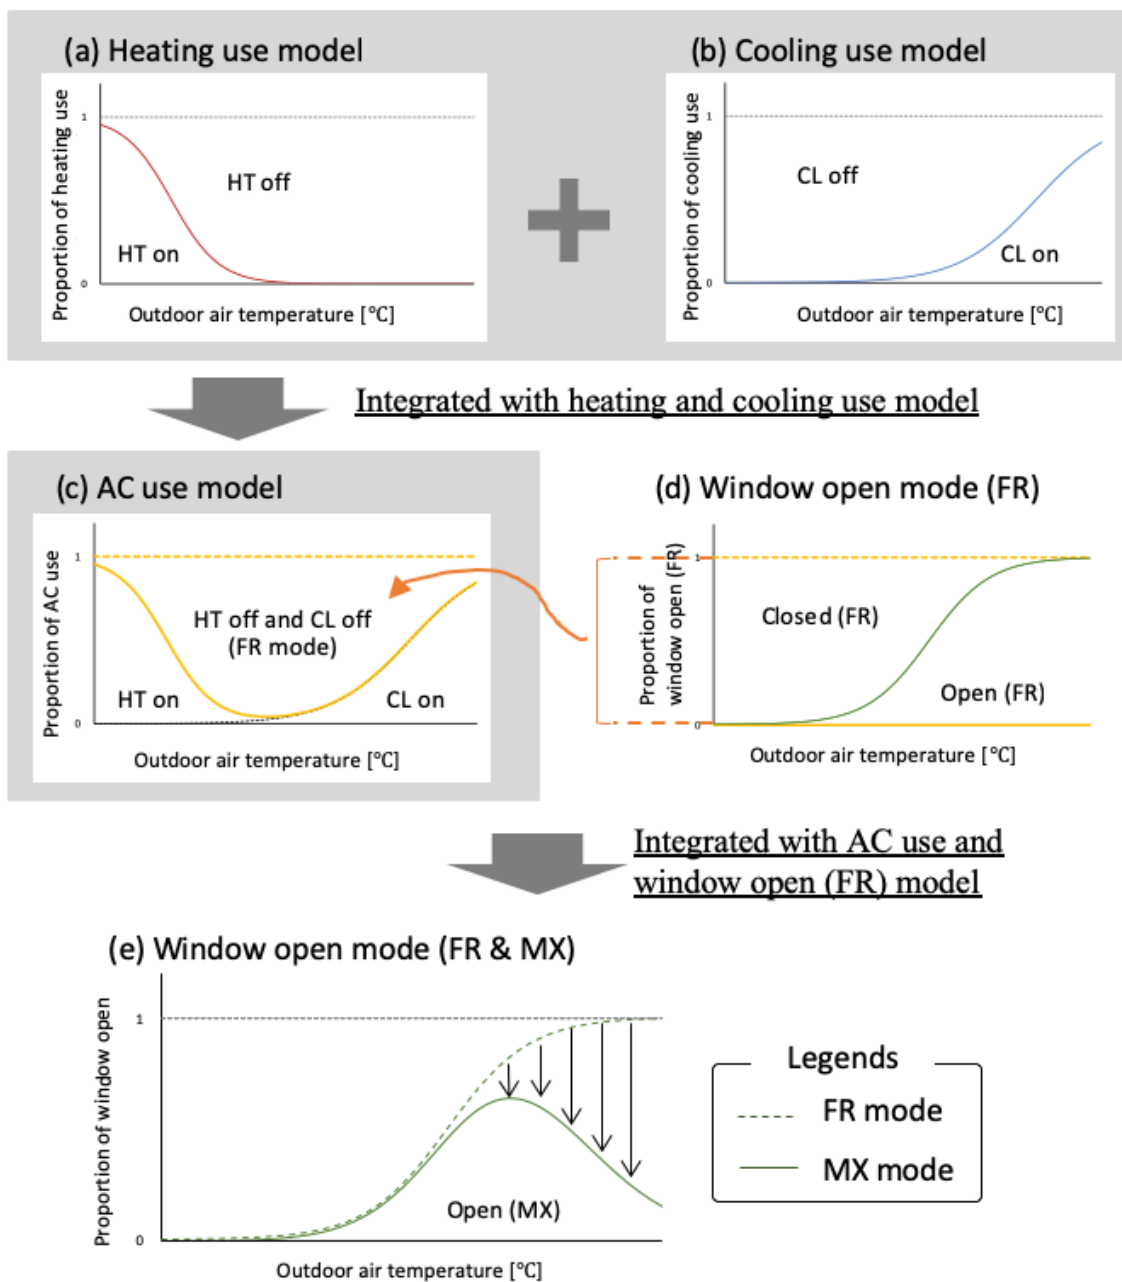 (a) Heating use model
Proportion of heating use
1
0
HT off
HT on
Outdoor air temperature [℃]
(b) Cooling use model
Proportion of cooling use
1
0
CL off
CL on
Outdoor air temperature [℃]
Integrated with heating and cooling use model
(c) AC use model
Proportion of AC use
1
0
HT off and CL off
(FR mode)
HT on
CL on
Outdoor air temperature [℃]
(d) Window open mode (FR)
Proportion of
window open (FR)
1
0
Closed (FR)
Open (FR)
Outdoor air temperature [℃]
Integrated with AC use and
window open (FR) model
(e) Window open mode (FR & MX)
Proportion of window open
1
0
Open (MX)
Outdoor air temperature [℃]
Legends
FR mode
MX mode